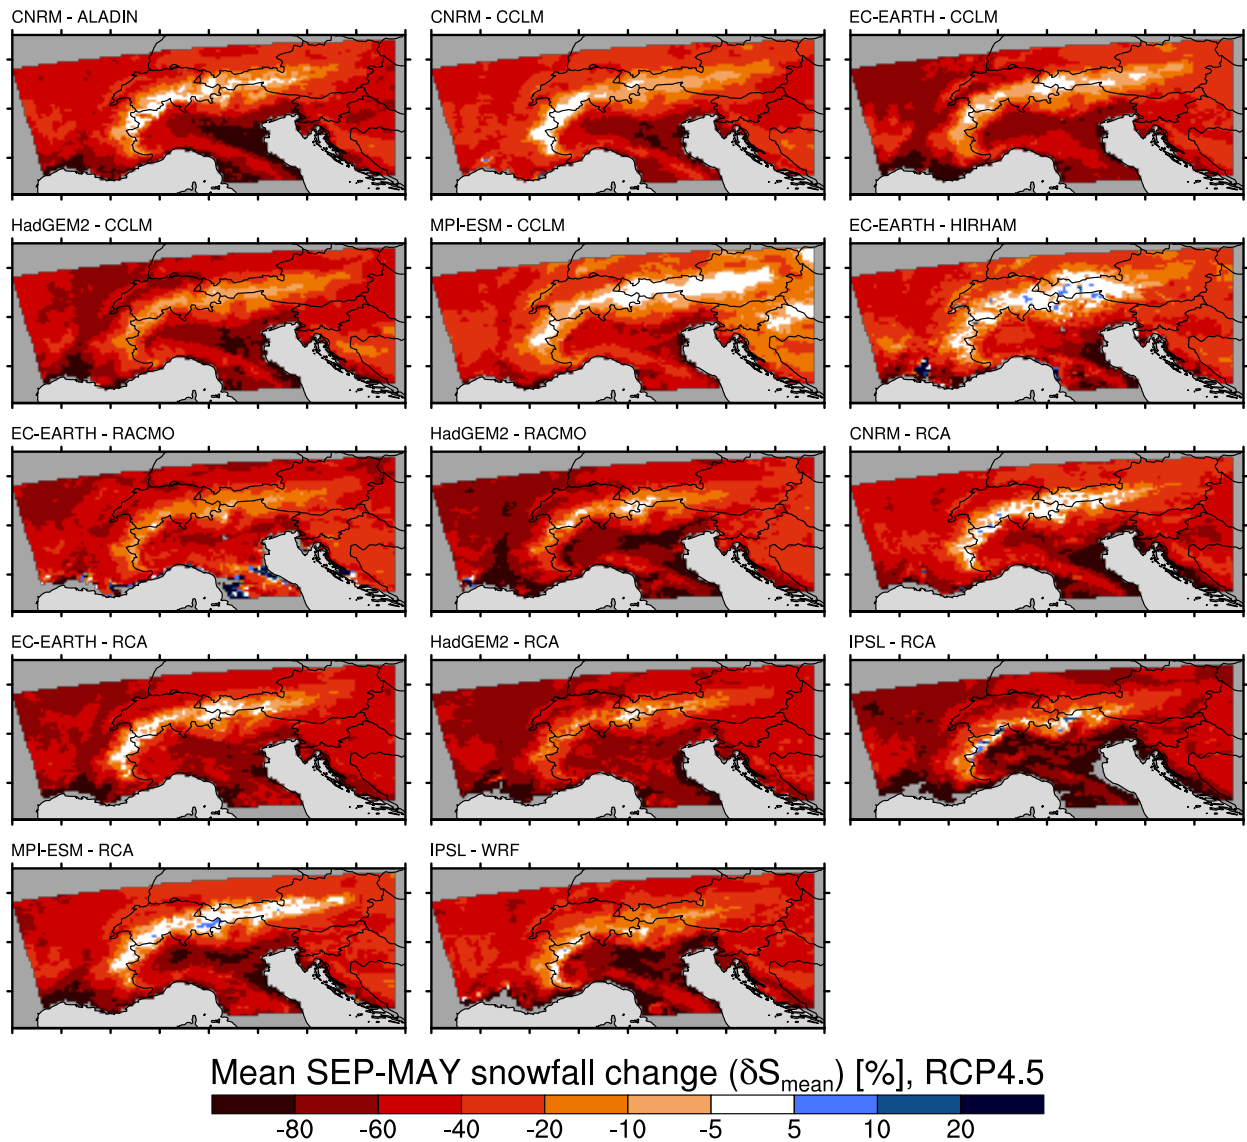 CNRM - ALADIN
CNRM - CCLM
EC-EARTH - CCLM
HadGEM2 - CCLM
MPI-ESM - CCLM
EC-EARTH - HIRHAM
EC-EARTH - RACMO
HadGEM2 - RACMO
CNRM - RCA
EC-EARTH - RCA
HadGEM2 - RCA
IPSL - RCA
MPI-ESM - RCA
IPSL - WRF
Mean SEP-MAY snowfall change (δSmean) [%], RCP4.5
-80 -60 -40 -20 -10 -5 5 10 20